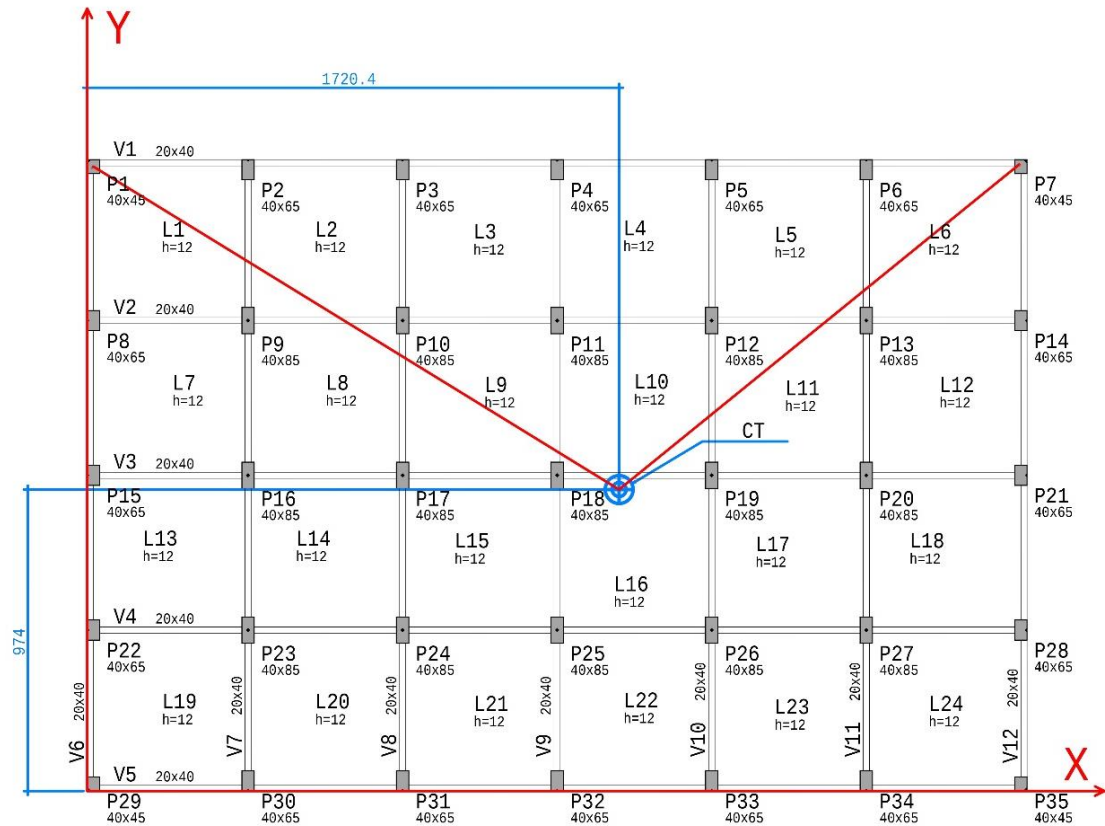 Y
1720.4
V1 20x40
P1 P2 P3 P4 P5 P6 P7
40x45 40x65 40x65 40x65 40x65 40x65 40x45
L1 L2 L3 L4 L5 L6
h=12 h=12 h=12 h=12 h=12 h=12
V2 20x40
P8 P9 P10 P11 P12 P13 P14
40x65 40x85 40x85 40x85 40x85 40x85 40x65
L7 L8 L9 L10 L11 L12
h=12 h=12 h=12 h=12 h=12 h=12
CT
V3 20x40
P15 P16 P17 P18 P19 P20 P21
40x65 40x85 40x85 40x85 40x85 40x85 40x65
L13 L14 L15 L16 L17 L18
h=12 h=12 h=12 h=12 h=12 h=12
974
V4 20x40
P22 P23 P24 P25 P26 P27 P28
40x65 40x85 40x85 40x85 40x85 40x85 40x65
20x40 20x40 20x40 20x40 20x40 20x40 20x40
L19 L20 L21 L22 L23 L24
h=12 h=12 h=12 h=12 h=12 h=12
V6 V7 V8 V9 V10 V11 V12
X
V5 20x40
P29 P30 P31 P32 P33 P34 P35
40x45 40x65 40x65 40x65 40x65 40x65 40x45